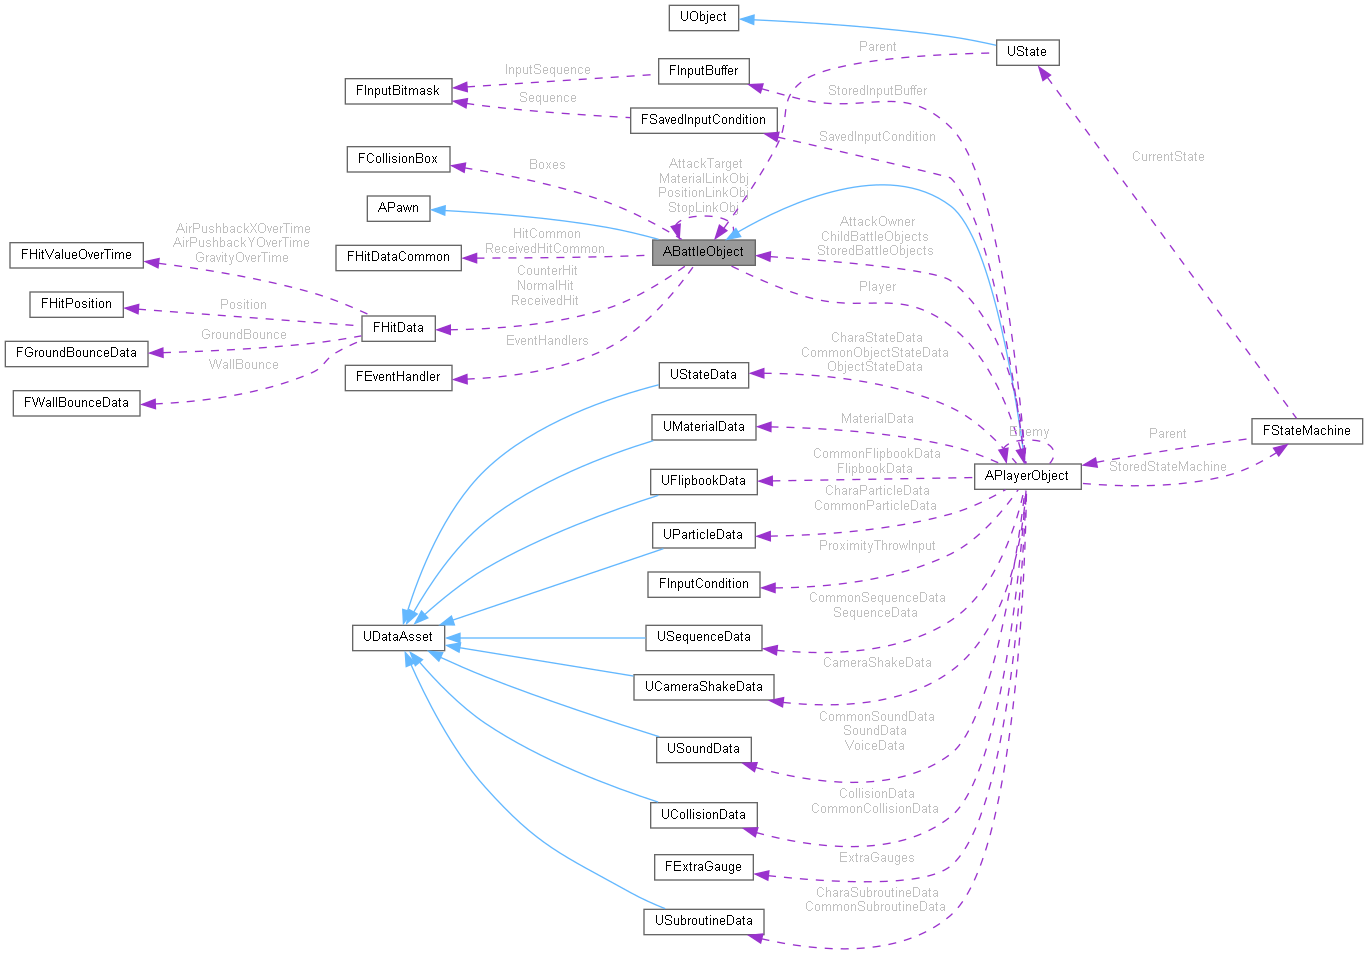 UObject
UState
Parent
FInputBuffer
InputSequence
StoredInputBuffer
FInputBitmask
Sequence
FSavedInputCondition
SavedInputCondition
CurrentState
FCollisionBox
Boxes
AttackTarget
MaterialLinkObj
PositionLinkObj
StopLinkObj
APawn
AttackOwner
ChildBattleObjects
StoredBattleObjects
AirPushbackXOverTime
AirPushbackYOverTime
GravityOverTime
FHitValueOverTime
HitCommon
ReceivedHitCommon
FHitDataCommon
ABattleObject
CounterHit
NormalHit
ReceivedHit
Player
FHitPosition
Position
FHitData
GroundBounce
FGroundBounceData
EventHandlers
CharaStateData
CommonObjectStateData
ObjectStateData
WallBounce
FEventHandler
UStateData
FWallBounceData
UMaterialData
MaterialData
Enemy
Parent
FStateMachine
CommonFlipbookData
FlipbookData
StoredStateMachine
UFlipbookData
APlayerObject
CharaParticleData
CommonParticleData
UParticleData
ProximityThrowInput
FInputCondition
CommonSequenceData
SequenceData
UDataAsset
USequenceData
CameraShakeData
UCameraShakeData
CommonSoundData
SoundData
VoiceData
USoundData
CollisionData
CommonCollisionData
UCollisionData
ExtraGauges
FExtraGauge
CharaSubroutineData
CommonSubroutineData
USubroutineData